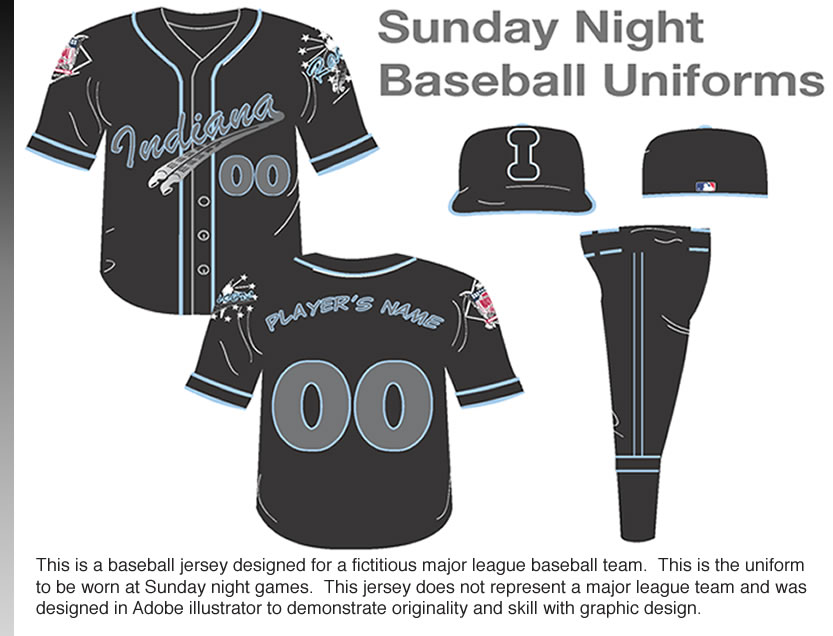 Sunday Night
Baseball Uniforms
Indiana
00
I
PLAYER'S NAME
00
This is a baseball jersey designed for a fictitious major league baseball team.  This is the uniform
to be worn at Sunday night games.  This jersey does not represent a major league team and was
designed in Adobe illustrator to demonstrate originality and skill with graphic design.